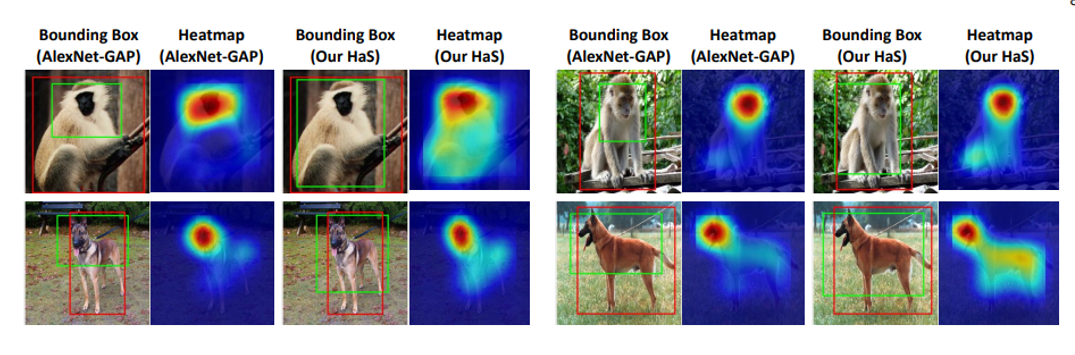 Bounding Box Heatmap Bounding Box Heatmap Bounding Box Heatmap Bounding Box Heatmap
(AlexNet-GAP) (AlexNet-GAP) (Our HaS) (Our HaS) (AlexNet-GAP) (AlexNet-GAP) (Our HaS) (Our HaS)